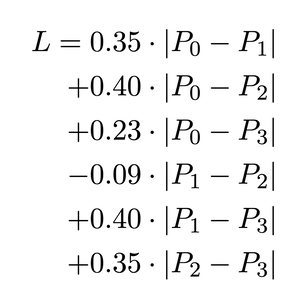 L = 0.35 · |P₀ − P₁|
+0.40 · |P₀ − P₂|
+0.23 · |P₀ − P₃|
−0.09 · |P₁ − P₂|
+0.40 · |P₁ − P₃|
+0.35 · |P₂ − P₃|